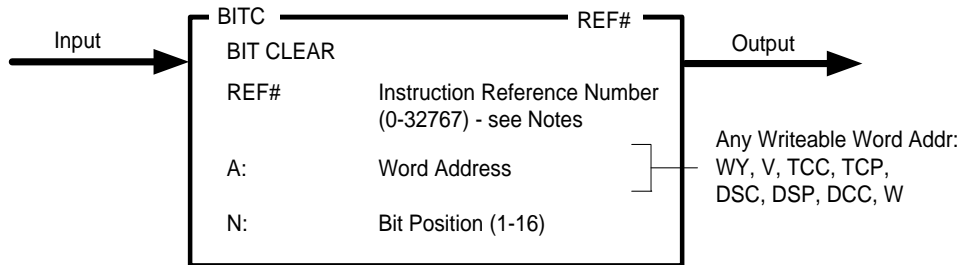 BITC REF#
Input
BIT CLEAR
Output
REF# Instruction Reference Number
(0-32767) - see Notes
A: Word Address
Any Writeable Word Addr:
WY, V, TCC, TCP,
DSC, DSP, DCC, W
N: Bit Position (1-16)